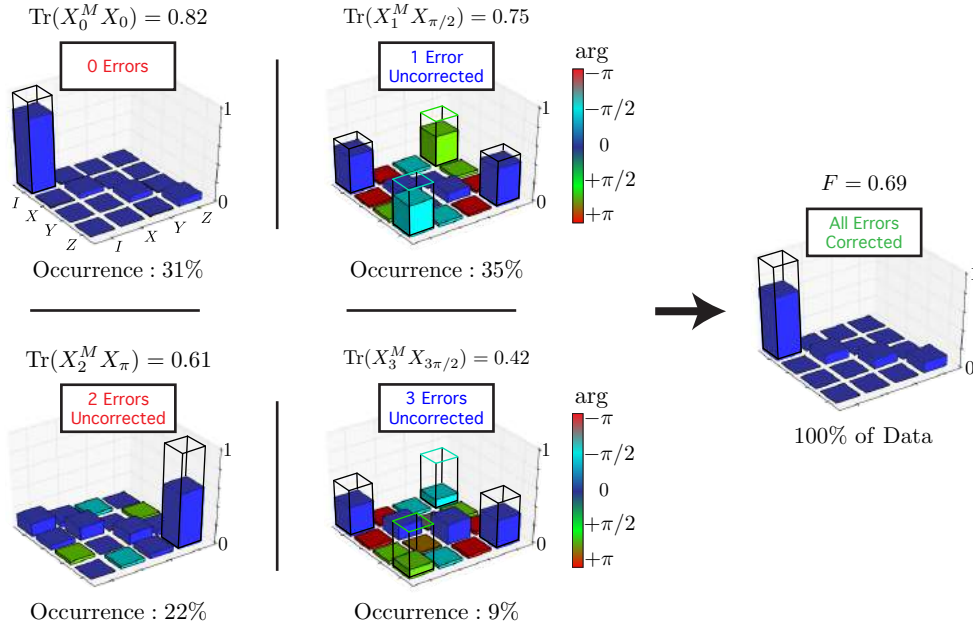 Tr(X_0^M X_0) = 0.82
0 Errors
1
0
I
X
Y
Z
I
X
Y
Z
Occurrence : 31%
Tr(X_1^M X_{π/2}) = 0.75
1 Error
Uncorrected
1
0
arg
−π
−π/2
0
+π/2
+π
Occurrence : 35%
Tr(X_2^M X_π) = 0.61
2 Errors
Uncorrected
1
0
Occurrence : 22%
Tr(X_3^M X_{3π/2}) = 0.42
3 Errors
Uncorrected
1
0
arg
−π
−π/2
0
+π/2
+π
Occurrence : 9%
F = 0.69
All Errors
Corrected
1
0
100% of Data